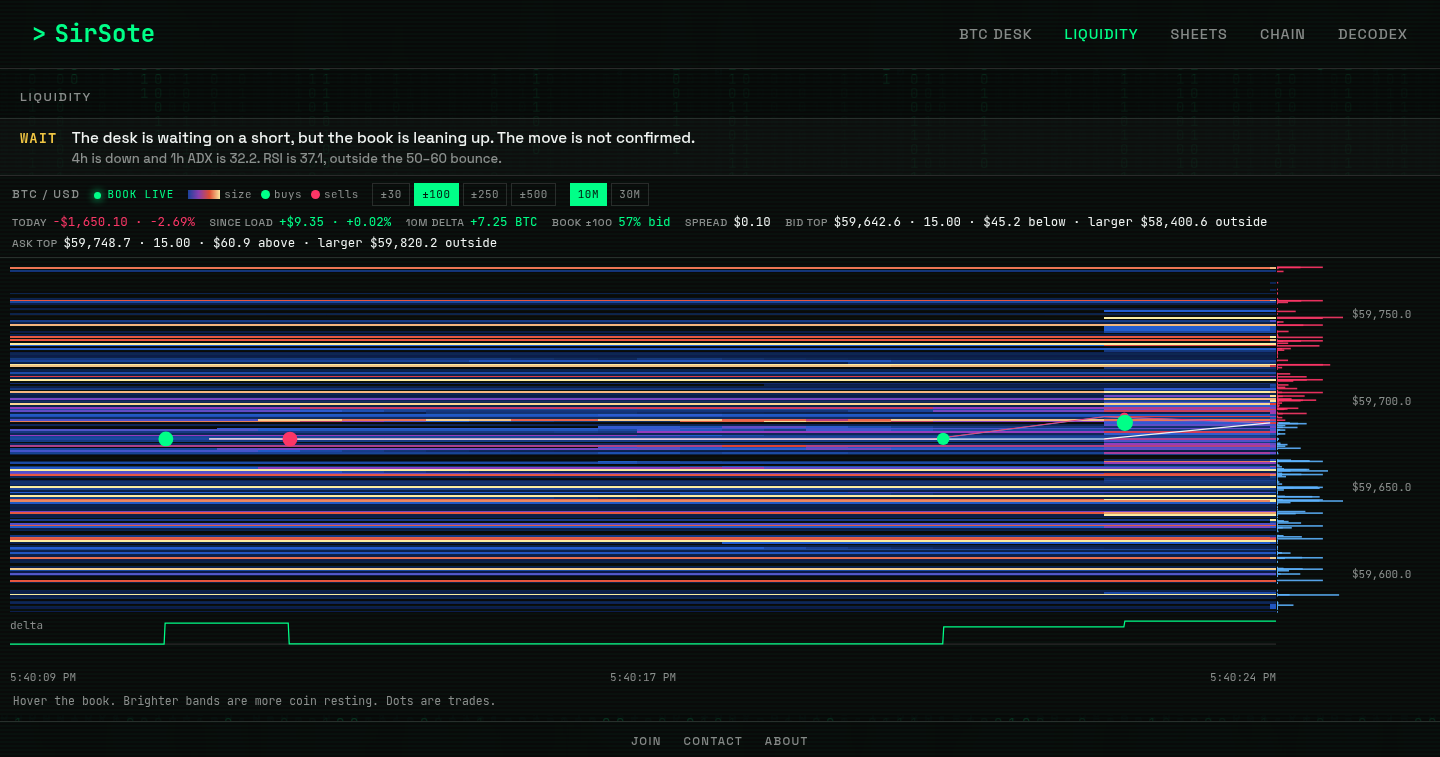 > SirSote
BTC DESK LIQUIDITY SHEETS CHAIN DECODEX
LIQUIDITY
WAIT The desk is waiting on a short, but the book is leaning up. The move is not confirmed.
4h is down and 1h ADX is 32.2. RSI is 37.1, outside the 50–60 bounce.
BTC / USD BOOK LIVE size buys sells ±30 ±100 ±250 ±500 10M 30M
TODAY -$1,650.10 · -2.69% SINCE LOAD +$9.35 · +0.02% 10M DELTA +7.25 BTC BOOK ±100 57% bid SPREAD $0.10 BID TOP $59,642.6 · 15.00 · $45.2 below · larger $58,400.6 outside
ASK TOP $59,748.7 · 15.00 · $60.9 above · larger $59,820.2 outside
$59,750.0
$59,700.0
$59,650.0
$59,600.0
delta
5:40:09 PM 5:40:17 PM 5:40:24 PM
Hover the book. Brighter bands are more coin resting. Dots are trades.
JOIN CONTACT ABOUT